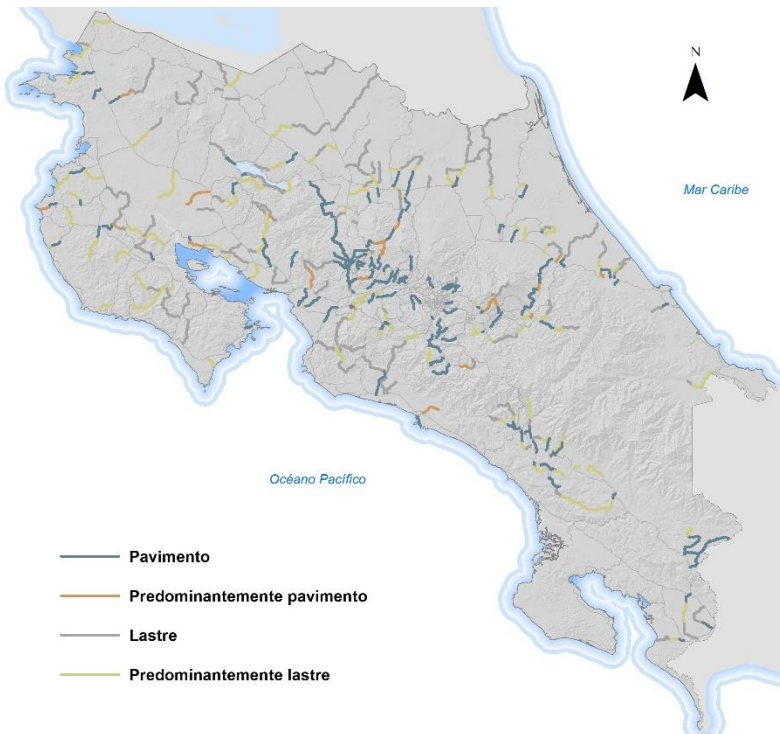 N
Mar Caribe
Océano Pacífico
Pavimento
Predominantemente pavimento
Lastre
Predominantemente lastre